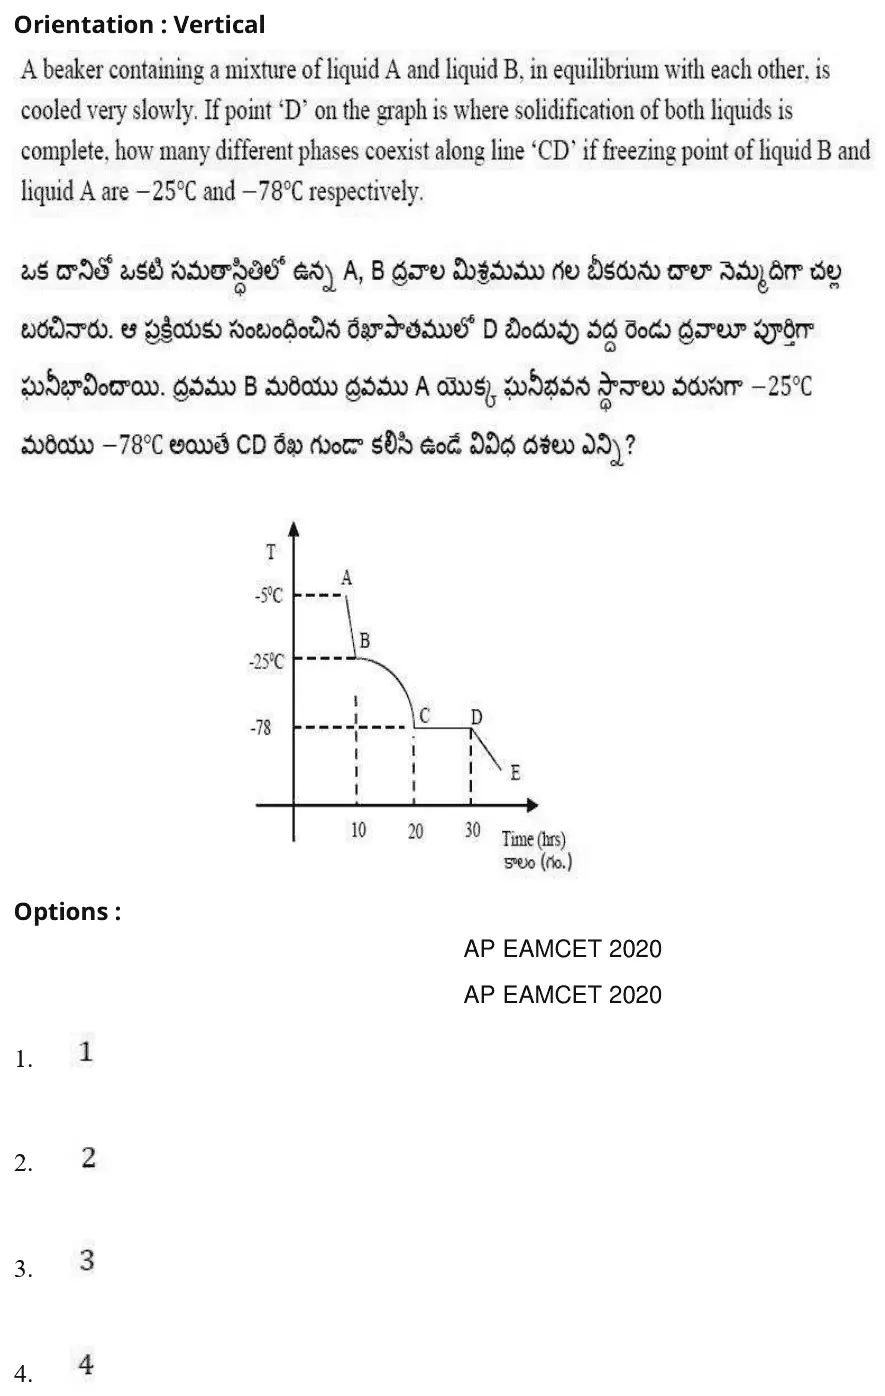 Orientation : Vertical
A beaker containing a mixture of liquid A and liquid B, in equilibrium with each other, is
cooled very slowly. If point ‘D’ on the graph is where solidification of both liquids is
complete, how many different phases coexist along line ‘CD’ if freezing point of liquid B and
liquid A are −25°C and −78°C respectively.
ఒక దానితో ఒకటి సమతాస్థితిలో ఉన్న A, B ద్రవాల మిశ్రమము గల బీకరును చాలా నెమ్మదిగా చల్ల
బరచినారు. ఆ ప్రక్రియకు సంబంధించిన రేఖాపాతములో D బిందువు వద్ద రెండు ద్రవాలూ పూర్తిగా
ఘనీభావించాయి. ద్రవము B మరియు ద్రవము A యొక్క ఘనీభవన స్థానాలు వరుసగా −25°C
మరియు −78°C అయితే CD రేఖ గుండా కలిసి ఉండే వివిధ దశలు ఎన్ని?
T
A
-5⁰C
B
-25⁰C
C D
-78
E
10 20 30 Time (hrs)
కాలం (గం.)
Options :
AP EAMCET 2020
AP EAMCET 2020
1. 1
2. 2
3. 3
4. 4